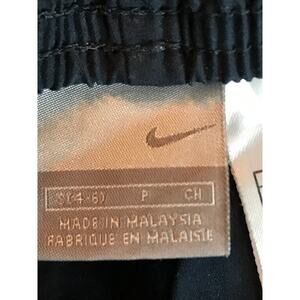 S(4-6) P CH
MADE IN MALAYSIA
FABRIQUE EN MALAISIE